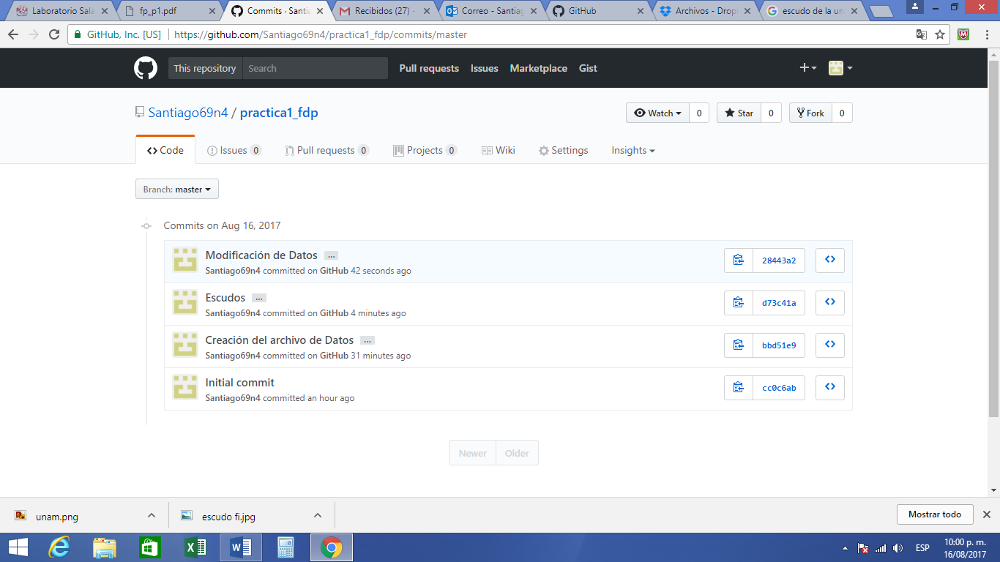 Laboratorio Sala
fp_p1.pdf
Commits · Santi
Recibidos (27) -
Correo - Santiag
GitHub
Archivos - Drop
escudo de la un
GitHub, Inc. [US] https://github.com/Santiago69n4/practica1_fdp/commits/master
This repository Search Pull requests Issues Marketplace Gist
Santiago69n4 / practica1_fdp Watch 0 Star 0 Fork 0
Code Issues 0 Pull requests 0 Projects 0 Wiki Settings Insights
Branch: master
Commits on Aug 16, 2017
Modificación de Datos …
Santiago69n4 committed on GitHub 42 seconds ago
28443a2
Escudos …
Santiago69n4 committed on GitHub 4 minutes ago
d73c41a
Creación del archivo de Datos …
Santiago69n4 committed on GitHub 31 minutes ago
bbd51e9
Initial commit
Santiago69n4 committed an hour ago
cc0c6ab
Newer Older
unam.png
escudo fi.jpg
Mostrar todo
ESP
10:00 p. m.
16/08/2017